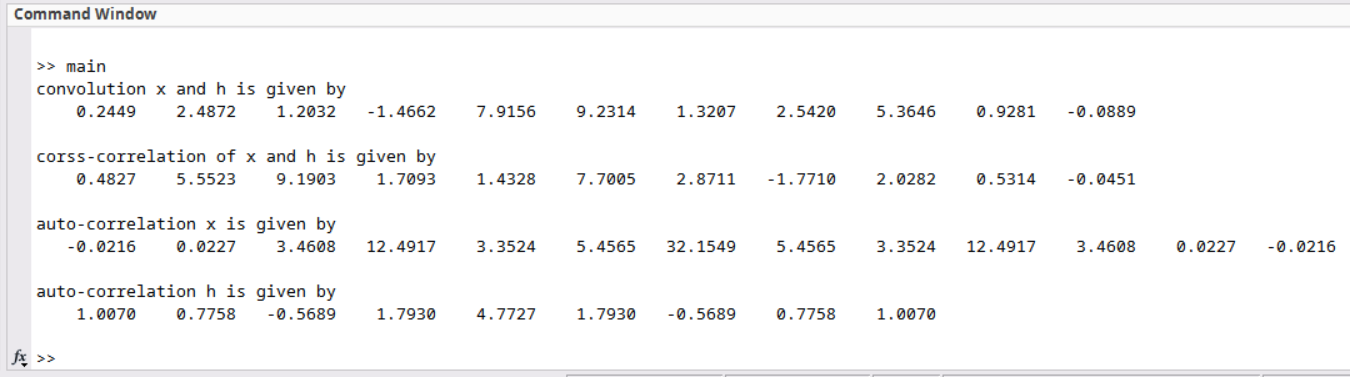 Command Window
>> main
convolution x and h is given by
0.2449 2.4872 1.2032 -1.4662 7.9156 9.2314 1.3207 2.5420 5.3646 0.9281 -0.0889
corss-correlation of x and h is given by
0.4827 5.5523 9.1903 1.7093 1.4328 7.7005 2.8711 -1.7710 2.0282 0.5314 -0.0451
auto-correlation x is given by
-0.0216 0.0227 3.4608 12.4917 3.3524 5.4565 32.1549 5.4565 3.3524 12.4917 3.4608 0.0227 -0.0216
auto-correlation h is given by
1.0070 0.7758 -0.5689 1.7930 4.7727 1.7930 -0.5689 0.7758 1.0070
fx >>